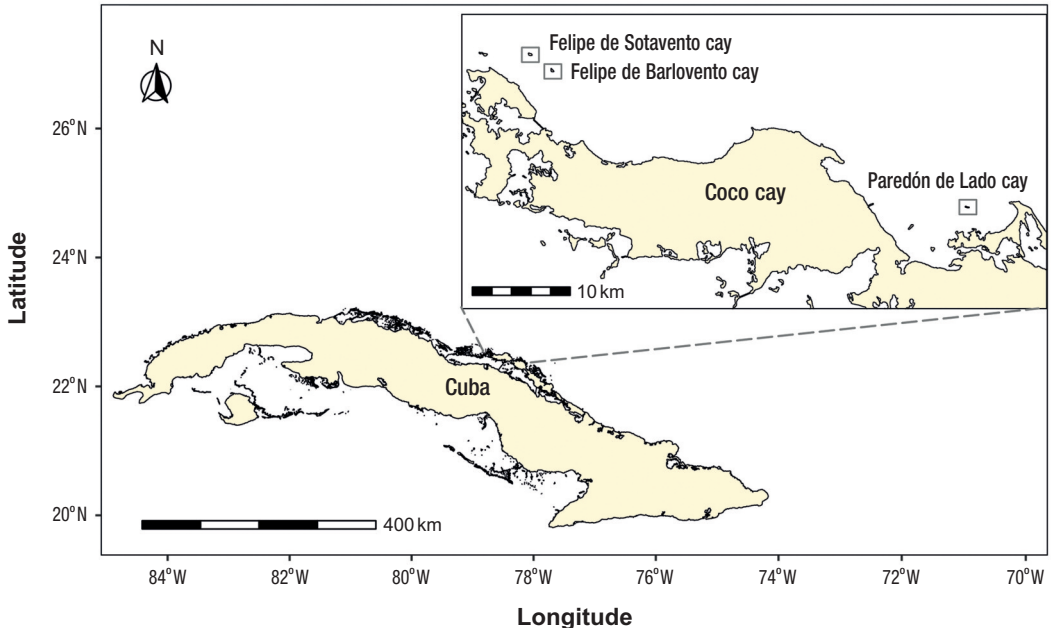 N
Felipe de Sotavento cay
Felipe de Barlovento cay
Paredón de Lado cay
Coco cay
10 km
26°N
24°N
22°N
20°N
Latitude
Cuba
400 km
84°W
82°W
80°W
78°W
76°W
74°W
72°W
70°W
Longitude